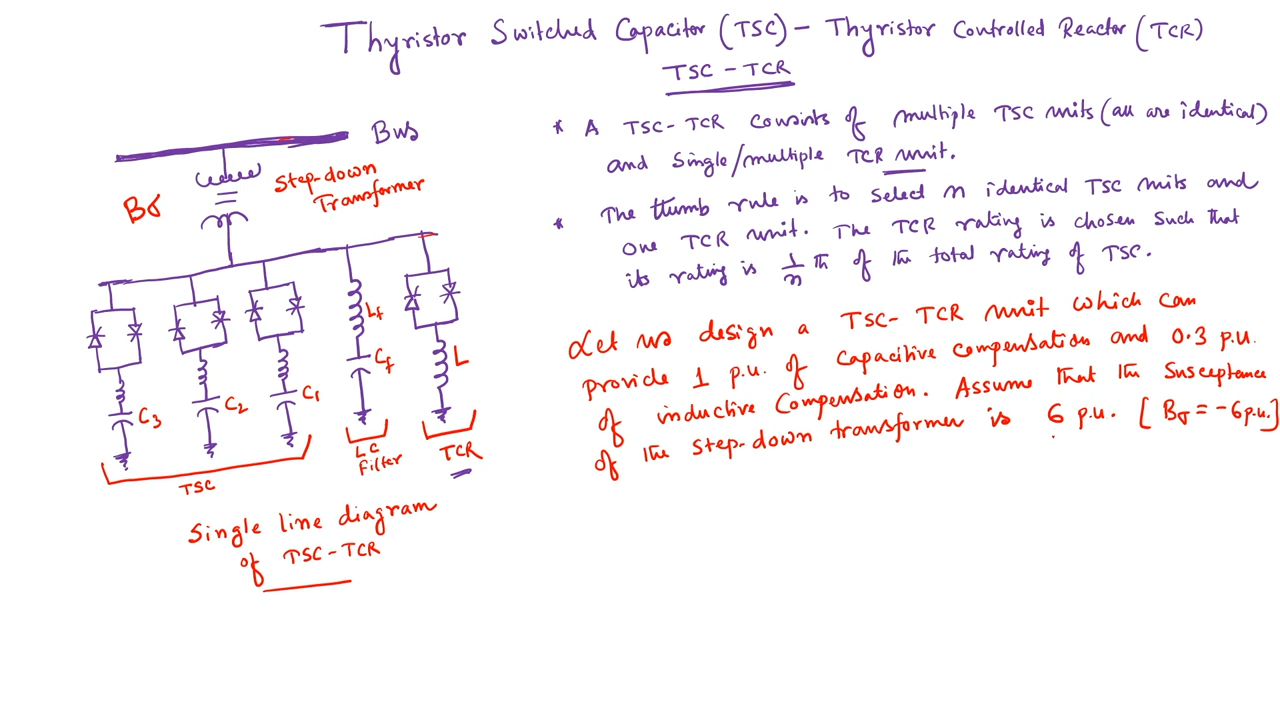 Thyristor Switched Capacitor (TSC) - Thyristor Controlled Reactor (TCR)
TSC - TCR
Bus
Step-down
Transformer
Bσ
C3
C2
C1
Lf
Cf
L
TSC
LC
Filter
TCR
Single line diagram
of TSC-TCR
* A TSC-TCR consists of multiple TSC units (all are identical)
and single/multiple TCR unit.
* The thumb rule is to select n identical TSC units and
one TCR unit. The TCR rating is chosen such that
its rating is 1/n th of the total rating of TSC.
Let us design a TSC-TCR unit which can
provide 1 p.u. of capacitive compensation and 0.3 p.u.
of inductive compensation. Assume that the susceptance
of the step-down transformer is 6 p.u. [Bσ = -6 p.u.]